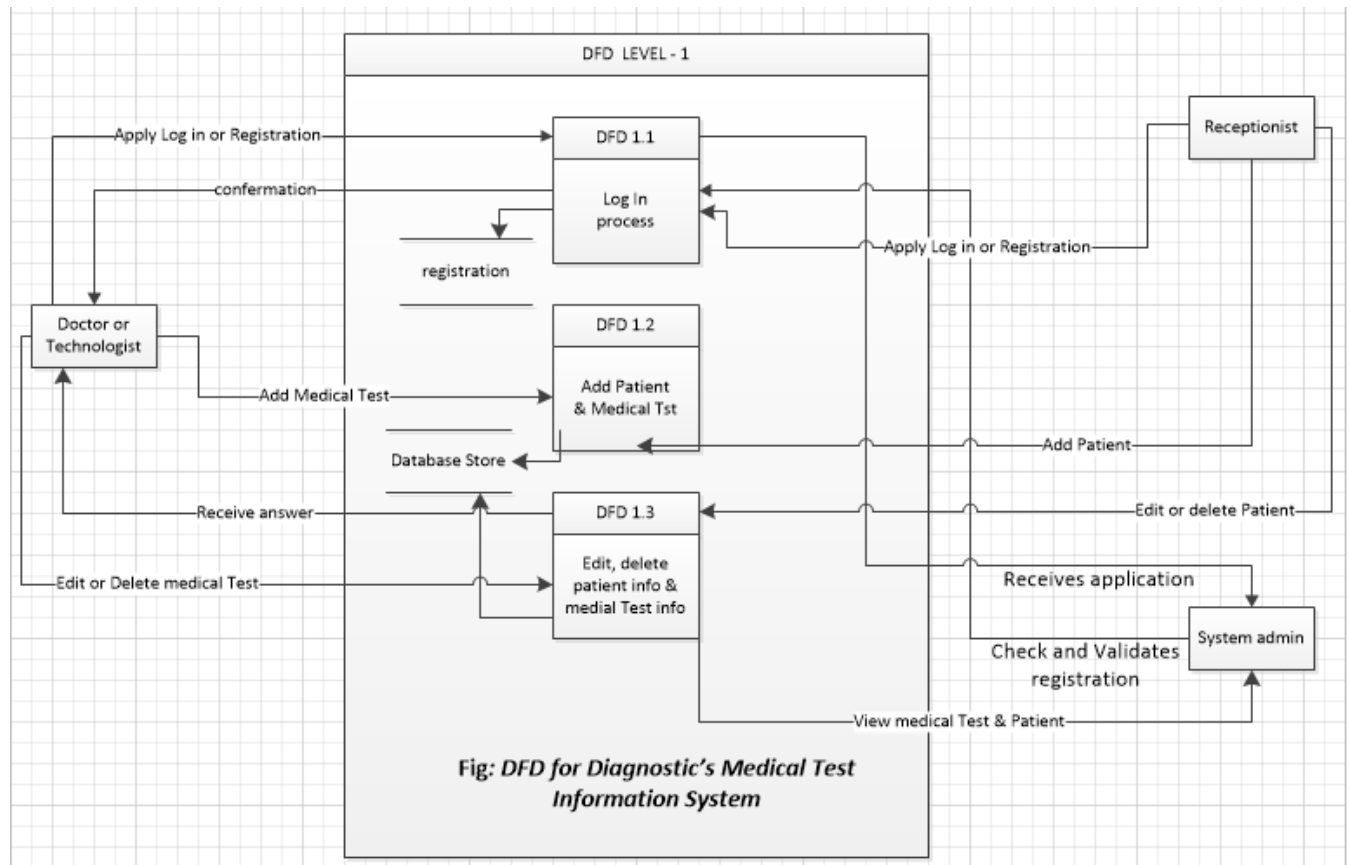 DFD LEVEL - 1
Apply Log in or Registration
DFD 1.1
Receptionist
confermation
Log In
process
Apply Log in or Registration
registration
Doctor or
Technologist
DFD 1.2
Add Medical Test
Add Patient
& Medical Tst
Add Patient
Database Store
Receive answer
DFD 1.3
Edit or delete Patient
Edit or Delete medical Test
Edit, delete
patient info &
medial Test info
Receives application
System admin
Check and Validates
registration
View medical Test & Patient
Fig: DFD for Diagnostic's Medical Test
Information System